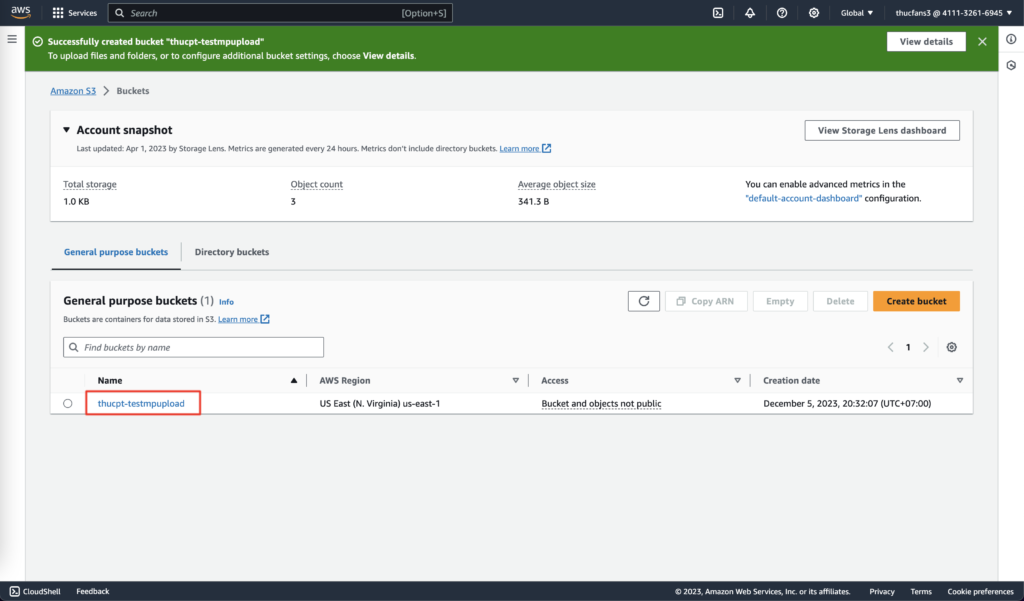 aws Services Search [Option+S] Global thucfans3 @ 4111-3261-6945
Successfully created bucket "thucpt-testmpupload"
To upload files and folders, or to configure additional bucket settings, choose View details.
View details
Amazon S3 Buckets
Account snapshot
Last updated: Apr 1, 2023 by Storage Lens. Metrics are generated every 24 hours. Metrics don't include directory buckets. Learn more
View Storage Lens dashboard
Total storage
1.0 KB
Object count
3
Average object size
341.3 B
You can enable advanced metrics in the
"default-account-dashboard" configuration.
General purpose buckets Directory buckets
General purpose buckets (1) Info
Buckets are containers for data stored in S3. Learn more
Copy ARN Empty Delete Create bucket
Find buckets by name
1
Name AWS Region Access Creation date
thucpt-testmpupload US East (N. Virginia) us-east-1 Bucket and objects not public December 5, 2023, 20:32:07 (UTC+07:00)
CloudShell Feedback © 2023, Amazon Web Services, Inc. or its affiliates. Privacy Terms Cookie preferences